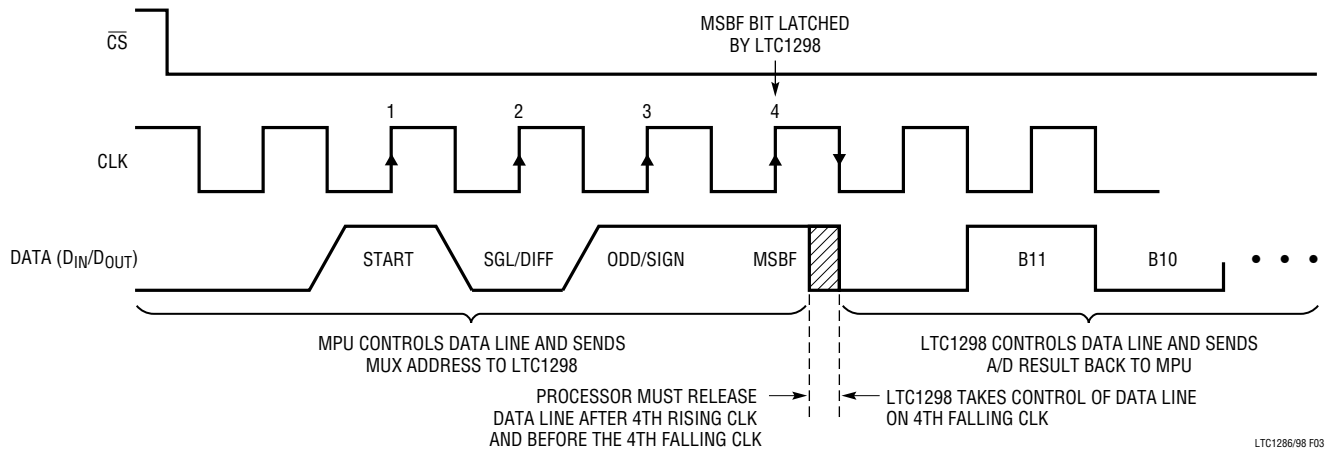 MSBF BIT LATCHED
BY LTC1298
CS
1 2 3 4
CLK
DATA (DIN/DOUT)
START SGL/DIFF ODD/SIGN MSBF B11 B10 • • •
MPU CONTROLS DATA LINE AND SENDS
MUX ADDRESS TO LTC1298
LTC1298 CONTROLS DATA LINE AND SENDS
A/D RESULT BACK TO MPU
PROCESSOR MUST RELEASE
DATA LINE AFTER 4TH RISING CLK
AND BEFORE THE 4TH FALLING CLK
LTC1298 TAKES CONTROL OF DATA LINE
ON 4TH FALLING CLK
LTC1286/98 F03